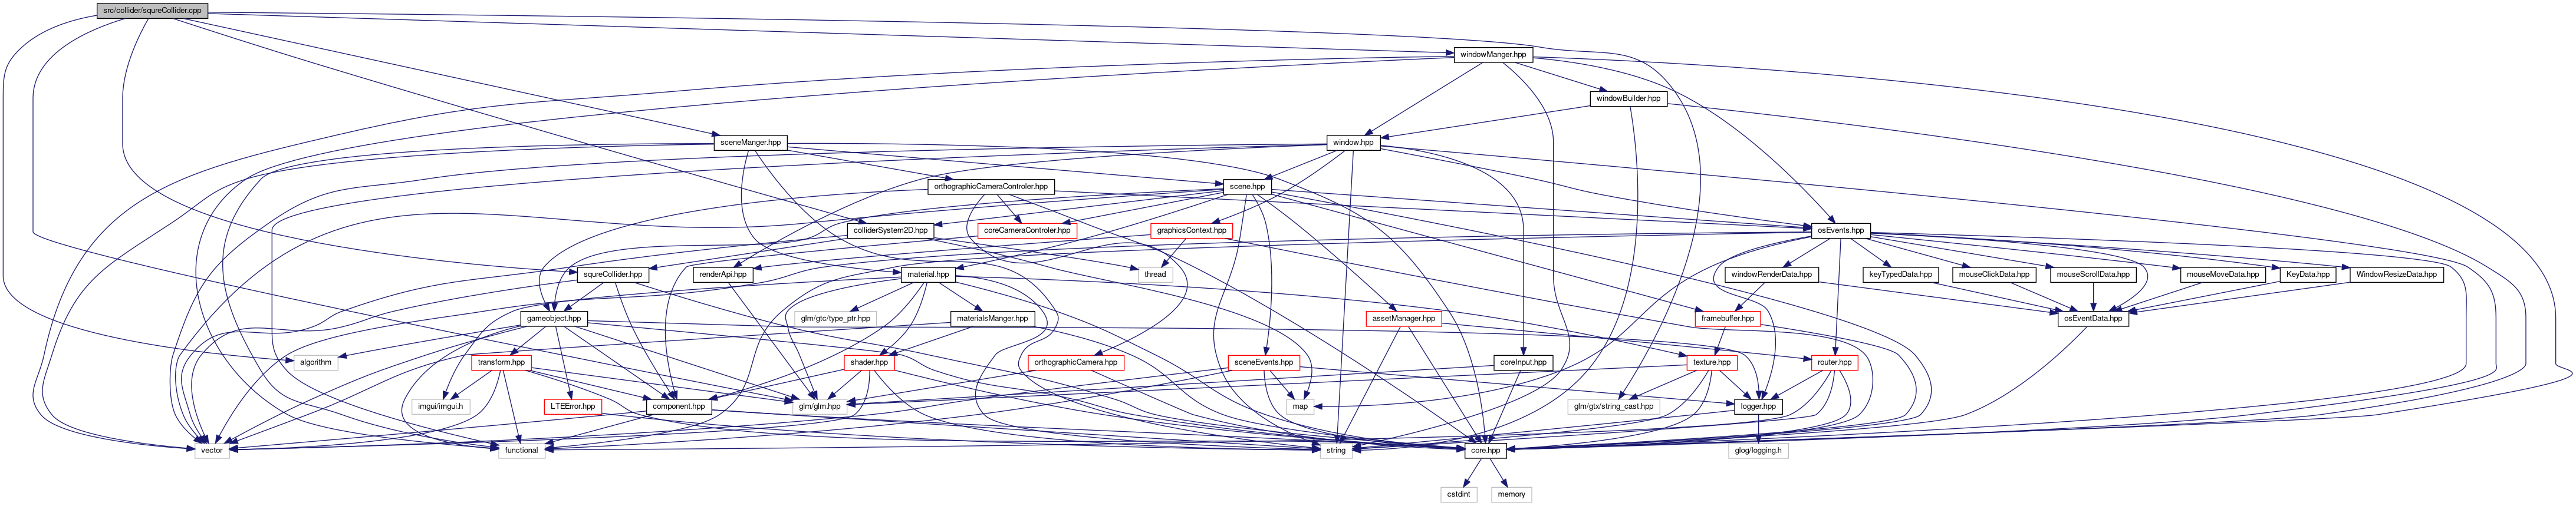 src/collider/squreCollider.cpp
windowManger.hpp
windowBuilder.hpp
sceneManger.hpp
window.hpp
orthographicCameraControler.hpp
scene.hpp
colliderSystem2D.hpp
coreCameraControler.hpp
graphicsContext.hpp
osEvents.hpp
squreCollider.hpp
renderApi.hpp
material.hpp
thread
windowRenderData.hpp
keyTypedData.hpp
mouseClickData.hpp
mouseScrollData.hpp
mouseMoveData.hpp
KeyData.hpp
WindowResizeData.hpp
gameobject.hpp
glm/gtc/type_ptr.hpp
materialsManger.hpp
assetManager.hpp
framebuffer.hpp
osEventData.hpp
algorithm
transform.hpp
shader.hpp
orthographicCamera.hpp
sceneEvents.hpp
coreInput.hpp
texture.hpp
router.hpp
imgui/imgui.h
LTEError.hpp
component.hpp
glm/glm.hpp
map
glm/gtx/string_cast.hpp
logger.hpp
vector
functional
string
core.hpp
glog/logging.h
cstdint
memory